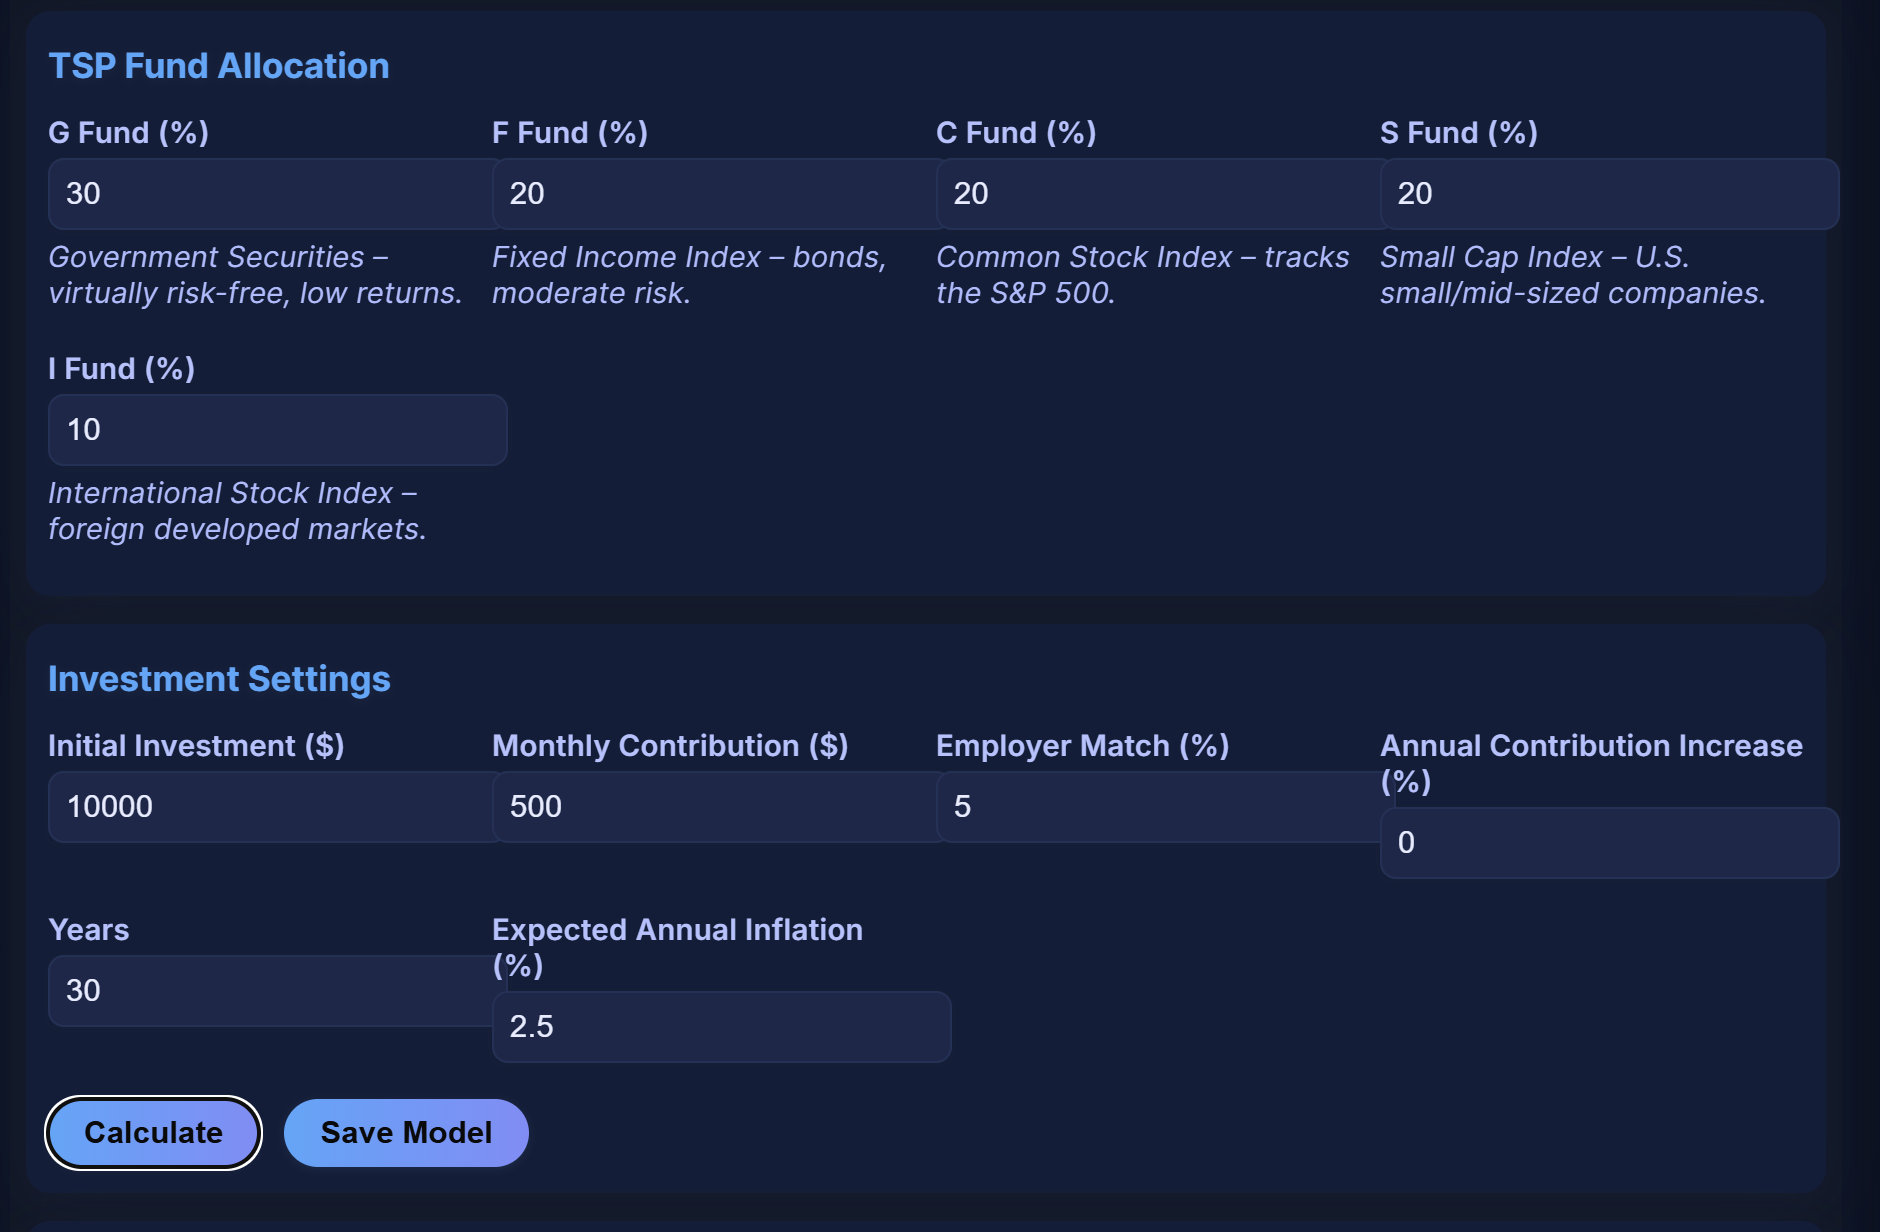 TSP Fund Allocation
G Fund (%)
F Fund (%)
C Fund (%)
S Fund (%)
30
20
20
20
Government Securities –
virtually risk-free, low returns.
Fixed Income Index – bonds,
moderate risk.
Common Stock Index – tracks
the S&P 500.
Small Cap Index – U.S.
small/mid-sized companies.
I Fund (%)
10
International Stock Index –
foreign developed markets.
Investment Settings
Initial Investment ($)
Monthly Contribution ($)
Employer Match (%)
Annual Contribution Increase
(%)
10000
500
5
0
Years
Expected Annual Inflation
(%)
30
2.5
Calculate
Save Model